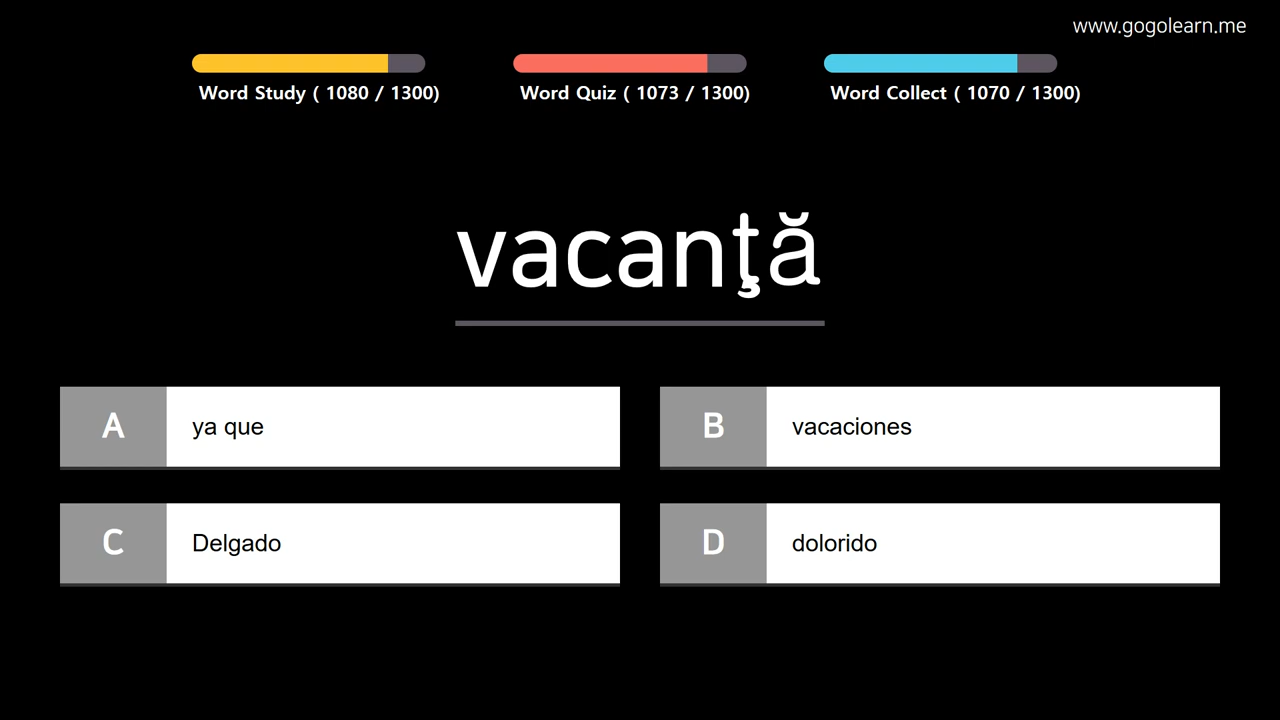 www.gogolearn.me
Word Study ( 1080 / 1300)
Word Quiz ( 1073 / 1300)
Word Collect ( 1070 / 1300)
vacanţă
A ya que
B vacaciones
C Delgado
D dolorido